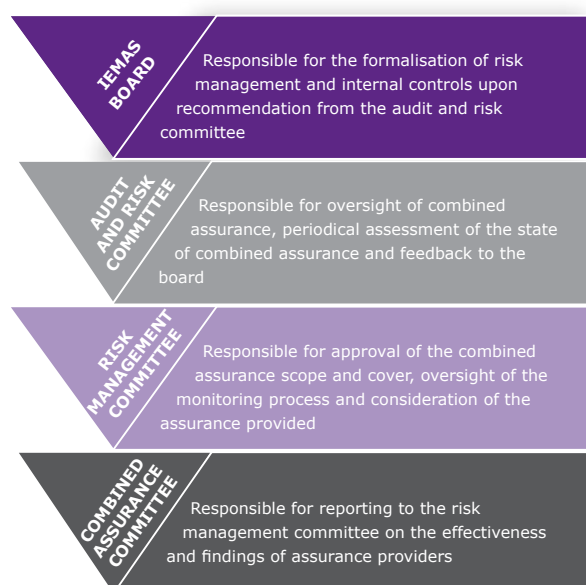 IEMAS
BOARD
Responsible for the formalisation of risk
management and internal controls upon
recommendation from the audit and risk
committee
AUDIT
AND RISK
COMMITTEE
Responsible for oversight of combined
assurance, periodical assessment of the state
of combined assurance and feedback to the
board
RISK
MANAGEMENT
COMMITTEE
Responsible for approval of the combined
assurance scope and cover, oversight of the
monitoring process and consideration of the
assurance provided
COMBINED
ASSURANCE
COMMITTEE
Responsible for reporting to the risk
management committee on the effectiveness
and findings of assurance providers